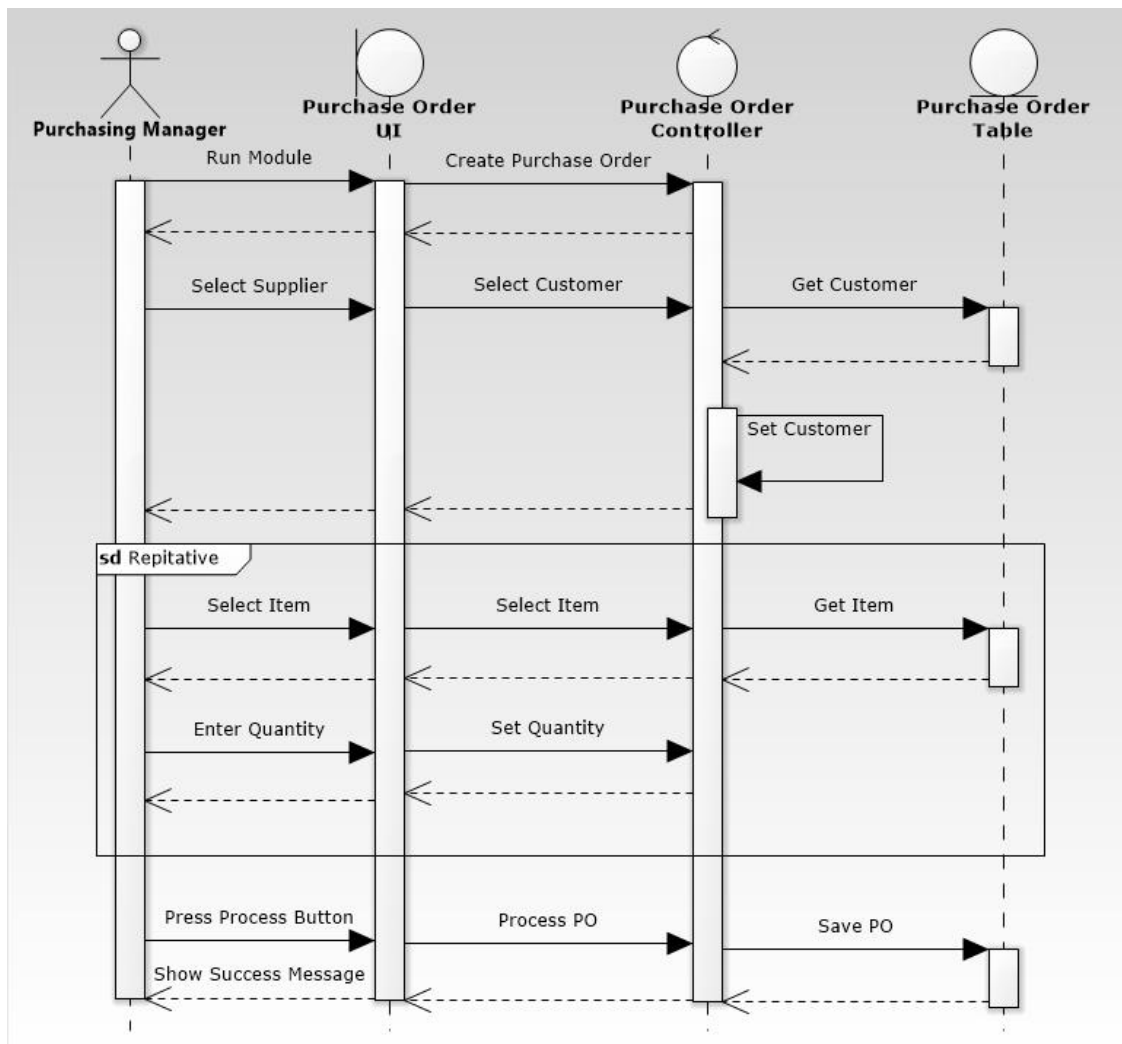 Purchasing Manager
Purchase Order
UI
Purchase Order
Controller
Purchase Order
Table
Run Module
Create Purchase Order
Select Supplier
Select Customer
Get Customer
Set Customer
sd Repitative
Select Item
Select Item
Get Item
Enter Quantity
Set Quantity
Press Process Button
Process PO
Save PO
Show Success Message